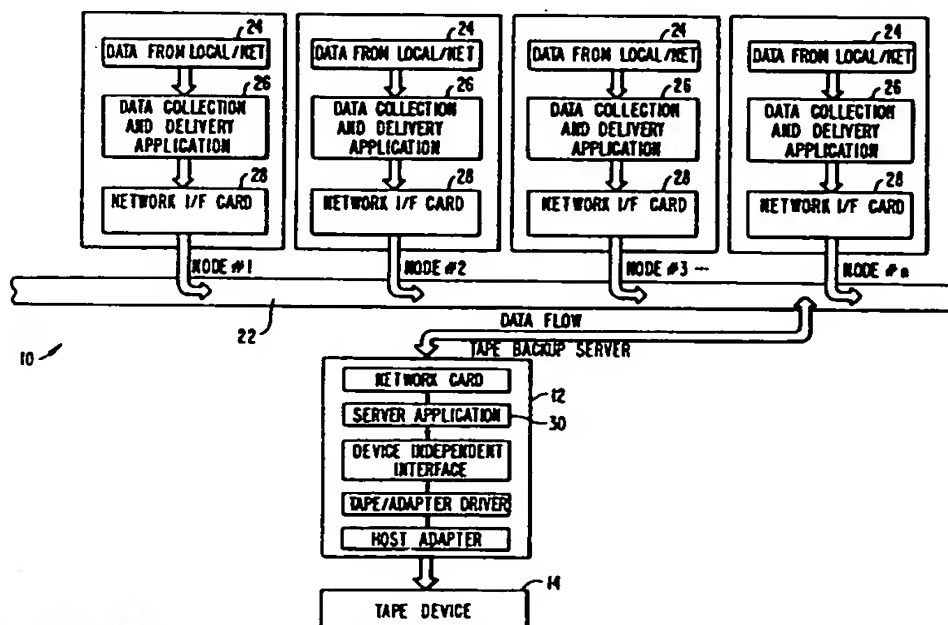 24
DATA FROM LOCAL/NET
26
DATA COLLECTION
AND DELIVERY
APPLICATION
28
NETWORK I/F CARD
NODE #1
24
DATA FROM LOCAL/NET
26
DATA COLLECTION
AND DELIVERY
APPLICATION
28
NETWORK I/F CARD
NODE #2
24
DATA FROM LOCAL/NET
26
DATA COLLECTION
AND DELIVERY
APPLICATION
28
NETWORK I/F CARD
NODE #3 --
24
DATA FROM LOCAL/NET
26
DATA COLLECTION
AND DELIVERY
APPLICATION
28
NETWORK I/F CARD
NODE #n
22
10
DATA FLOW
TAPE BACKUP SERVER
12
NETWORK CARD
SERVER APPLICATION
30
DEVICE INDEPENDENT
INTERFACE
TAPE/ADAPTER DRIVER
HOST ADAPTER
14
TAPE DEVICE